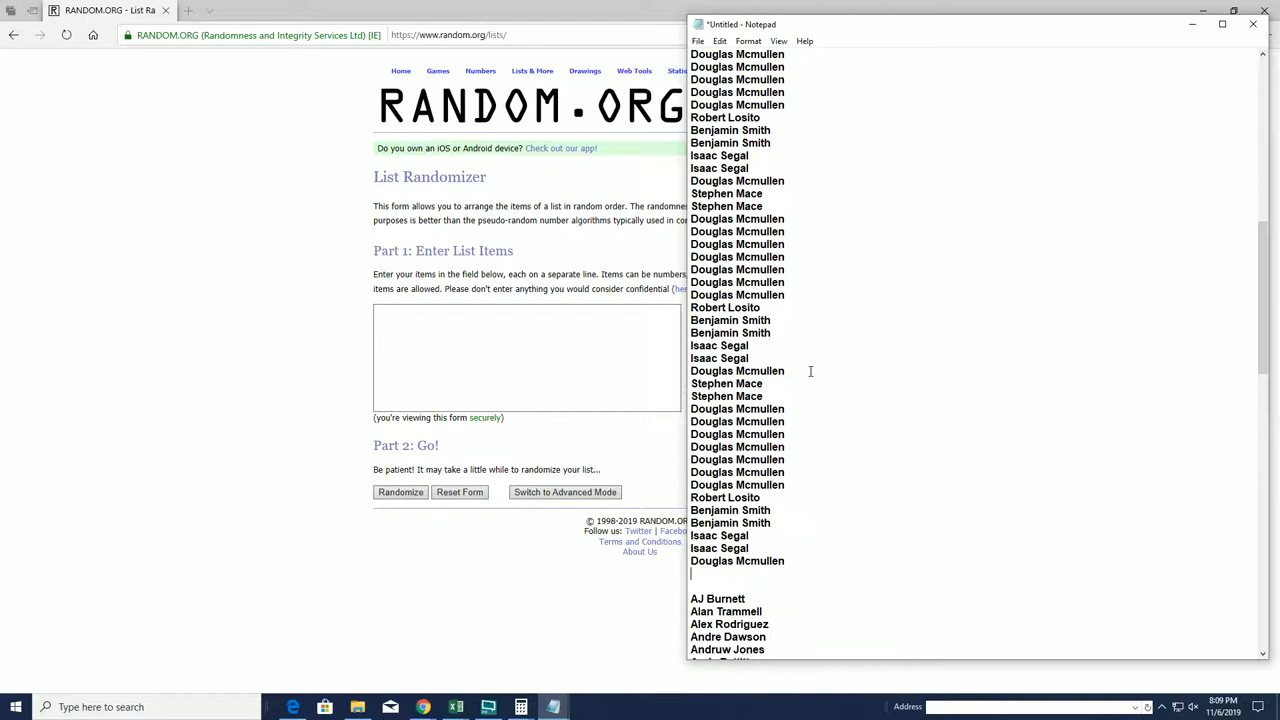 RANDOM.ORG - List Ra
RANDOM.ORG (Randomness and Integrity Services Ltd) [IE]
https://www.random.org/lists/
Home Games Numbers Lists & More Drawings Web Tools Statis
RANDOM.ORG
Do you own an iOS or Android device? Check out our app!
List Randomizer
This form allows you to arrange the items of a list in random order. The randomnes
purposes is better than the pseudo-random number algorithms typically used in co
Part 1: Enter List Items
Enter your items in the field below, each on a separate line. Items can be numbers,
items are allowed. Please don't enter anything you would consider confidential (her
(you're viewing this form securely)
Part 2: Go!
Be patient! It may take a little while to randomize your list...
Randomize Reset Form Switch to Advanced Mode
© 1998-2019 RANDOM.OR
Follow us: Twitter | Facebo
Terms and Conditions
About Us
*Untitled - Notepad
File Edit Format View Help
Douglas Mcmullen
Douglas Mcmullen
Douglas Mcmullen
Douglas Mcmullen
Douglas Mcmullen
Robert Losito
Benjamin Smith
Benjamin Smith
Isaac Segal
Isaac Segal
Douglas Mcmullen
Stephen Mace
Stephen Mace
Douglas Mcmullen
Douglas Mcmullen
Douglas Mcmullen
Douglas Mcmullen
Douglas Mcmullen
Douglas Mcmullen
Douglas Mcmullen
Robert Losito
Benjamin Smith
Benjamin Smith
Isaac Segal
Isaac Segal
Douglas Mcmullen
Stephen Mace
Stephen Mace
Douglas Mcmullen
Douglas Mcmullen
Douglas Mcmullen
Douglas Mcmullen
Douglas Mcmullen
Douglas Mcmullen
Douglas Mcmullen
Robert Losito
Benjamin Smith
Benjamin Smith
Isaac Segal
Isaac Segal
Douglas Mcmullen
AJ Burnett
Alan Trammell
Alex Rodriguez
Andre Dawson
Andruw Jones
Type here to search
Address
8:09 PM
11/6/2019